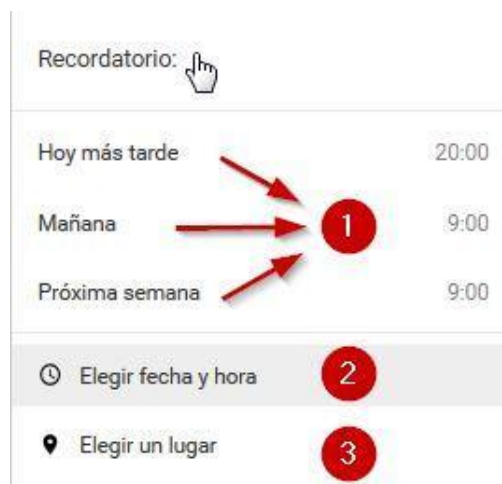 Recordatorio:
Hoy más tarde 20:00
Mañana 1 9:00
Próxima semana 9:00
Elegir fecha y hora 2
Elegir un lugar 3